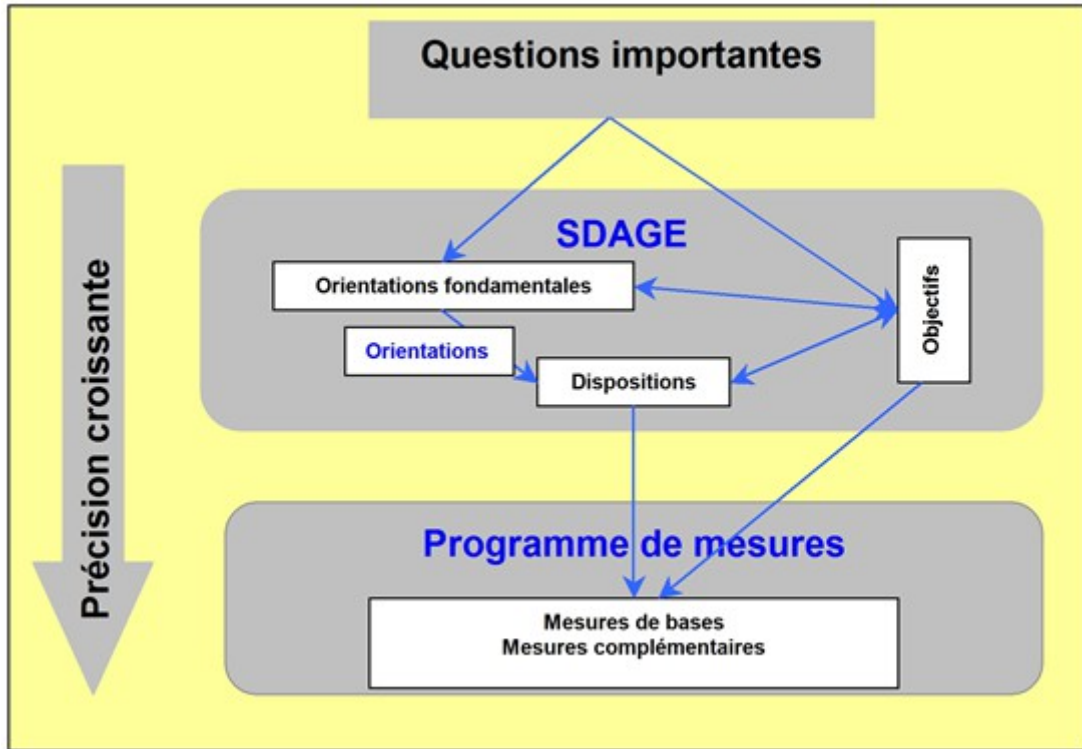 Questions importantes
Précision croissante
SDAGE
Orientations fondamentales
Objectifs
Orientations
Dispositions
Programme de mesures
Mesures de bases
Mesures complémentaires